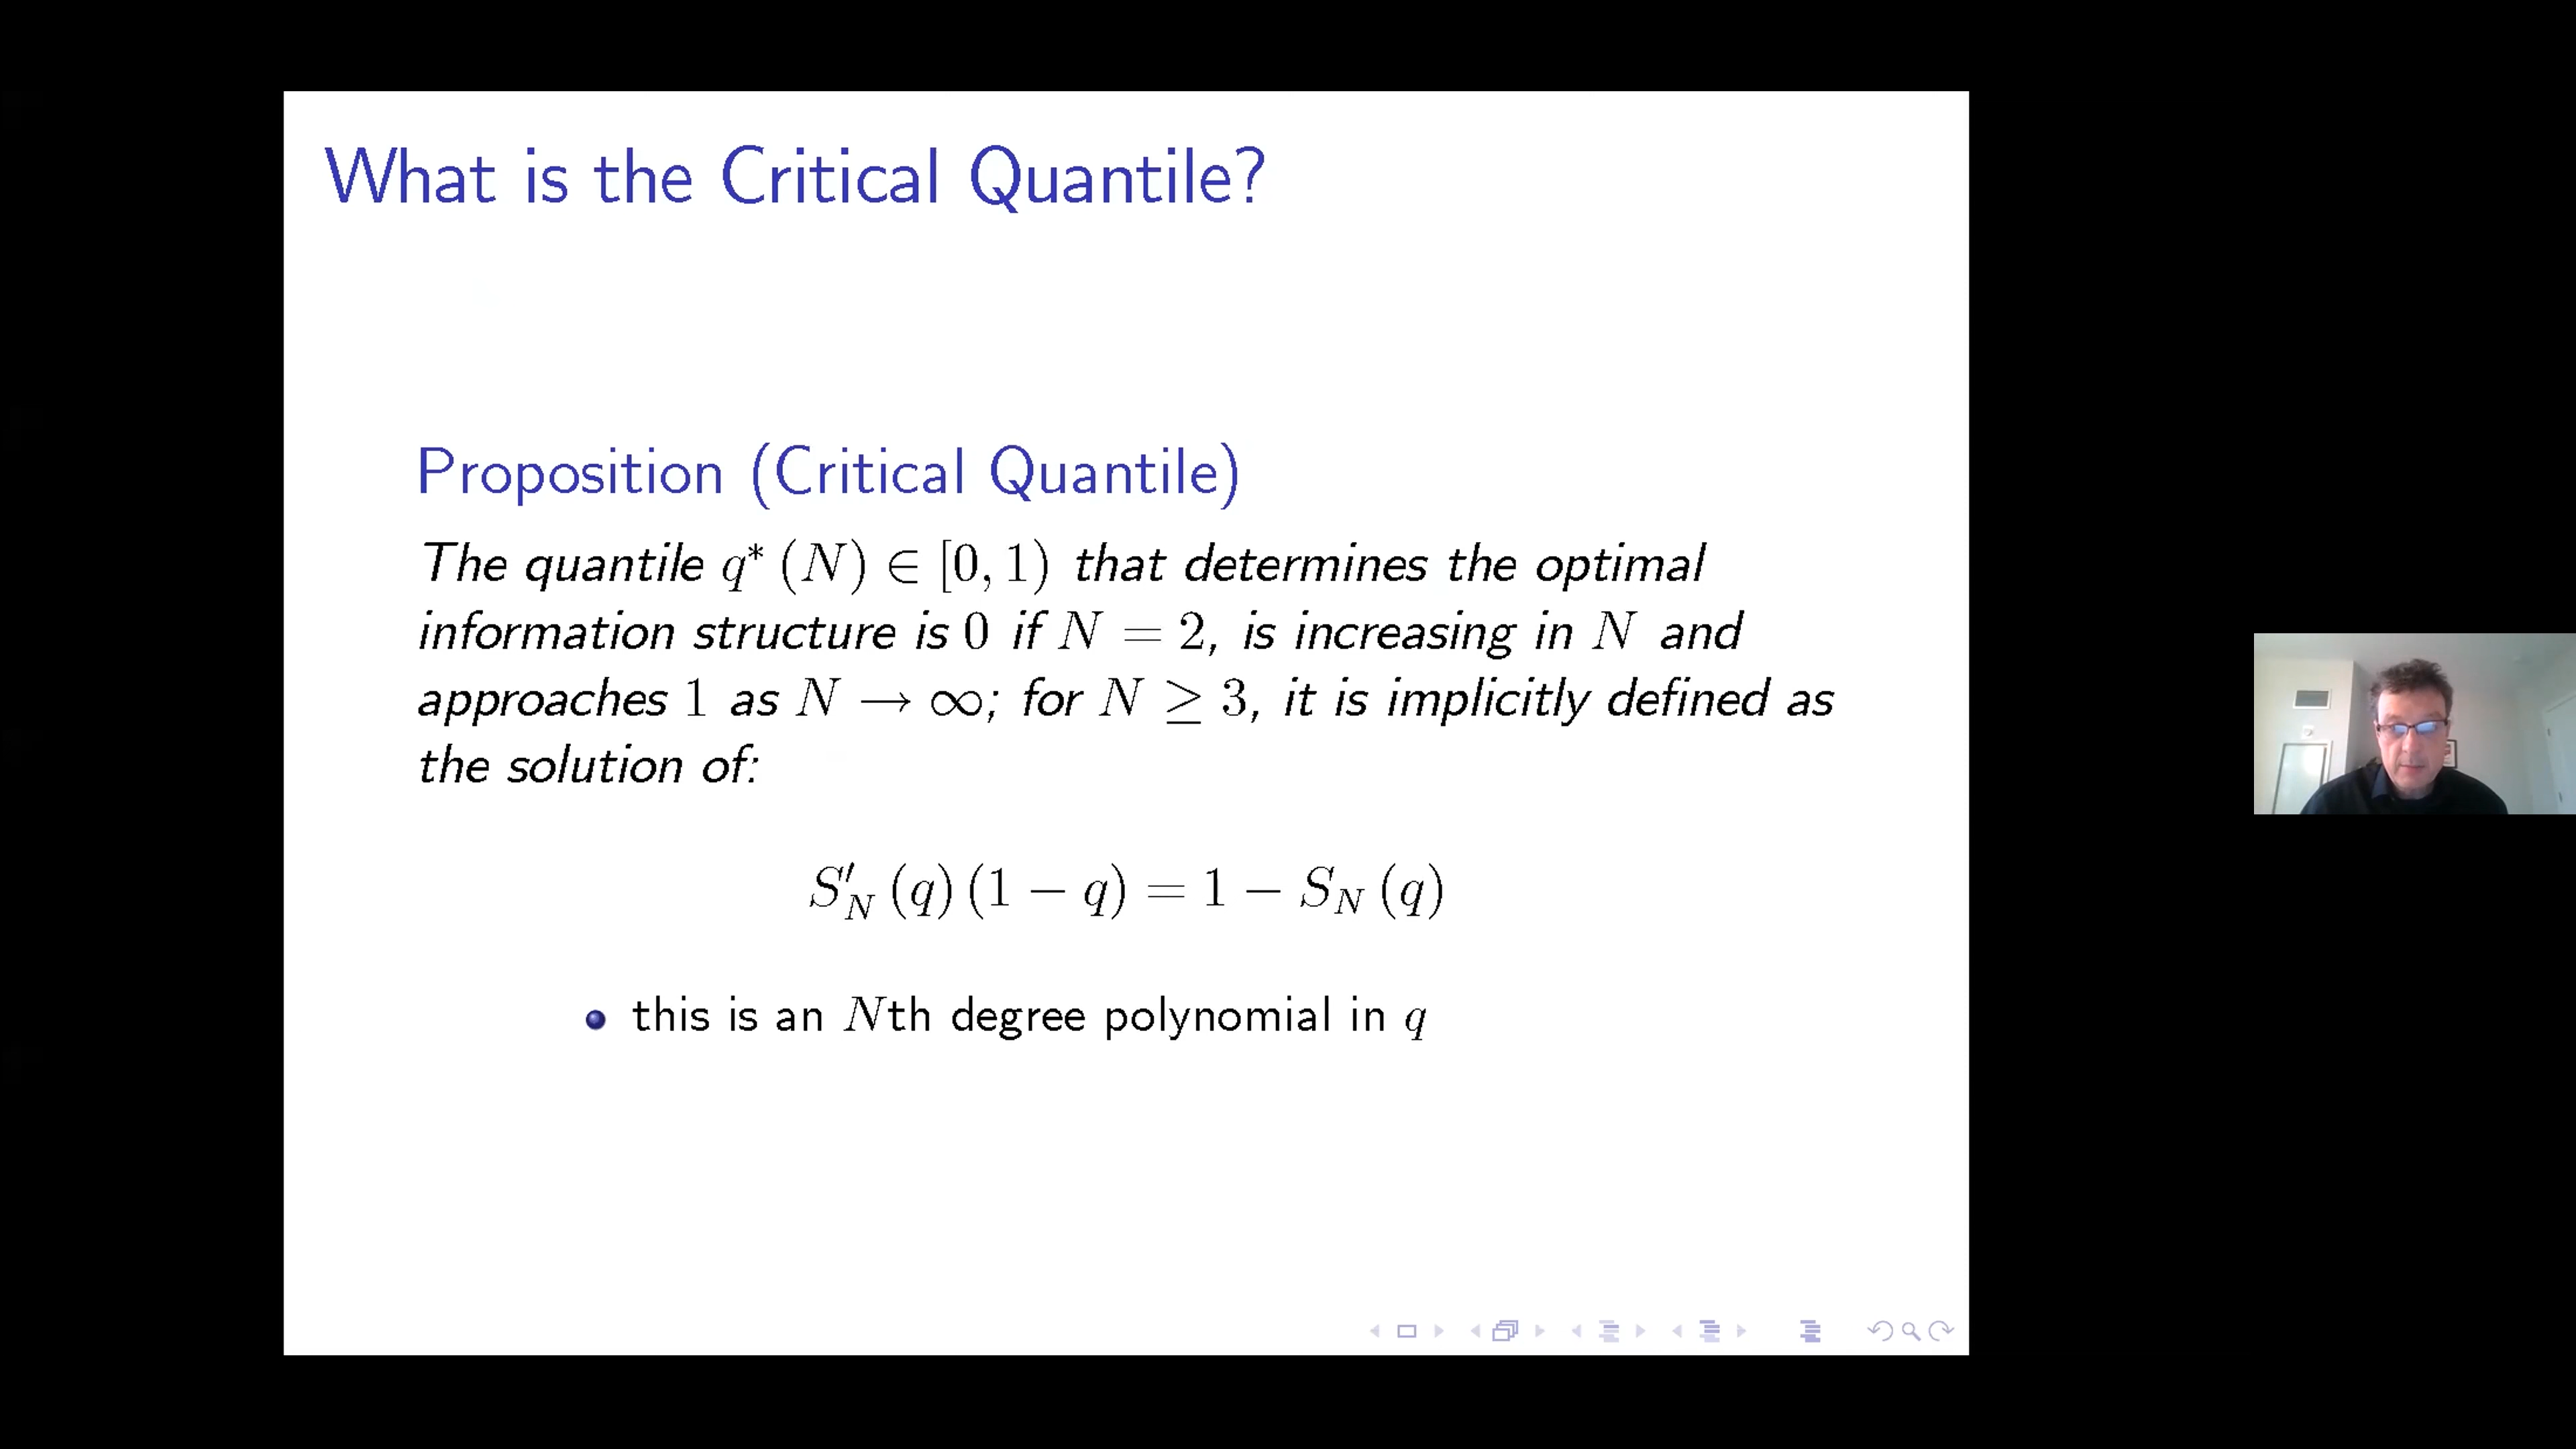 What is the Critical Quantile?
Proposition (Critical Quantile)
The quantile q* (N) ∈ [0, 1) that determines the optimal
information structure is 0 if N = 2, is increasing in N and
approaches 1 as N → ∞; for N ≥ 3, it is implicitly defined as
the solution of:
S′_N (q) (1 − q) = 1 − S_N (q)
• this is an Nth degree polynomial in q